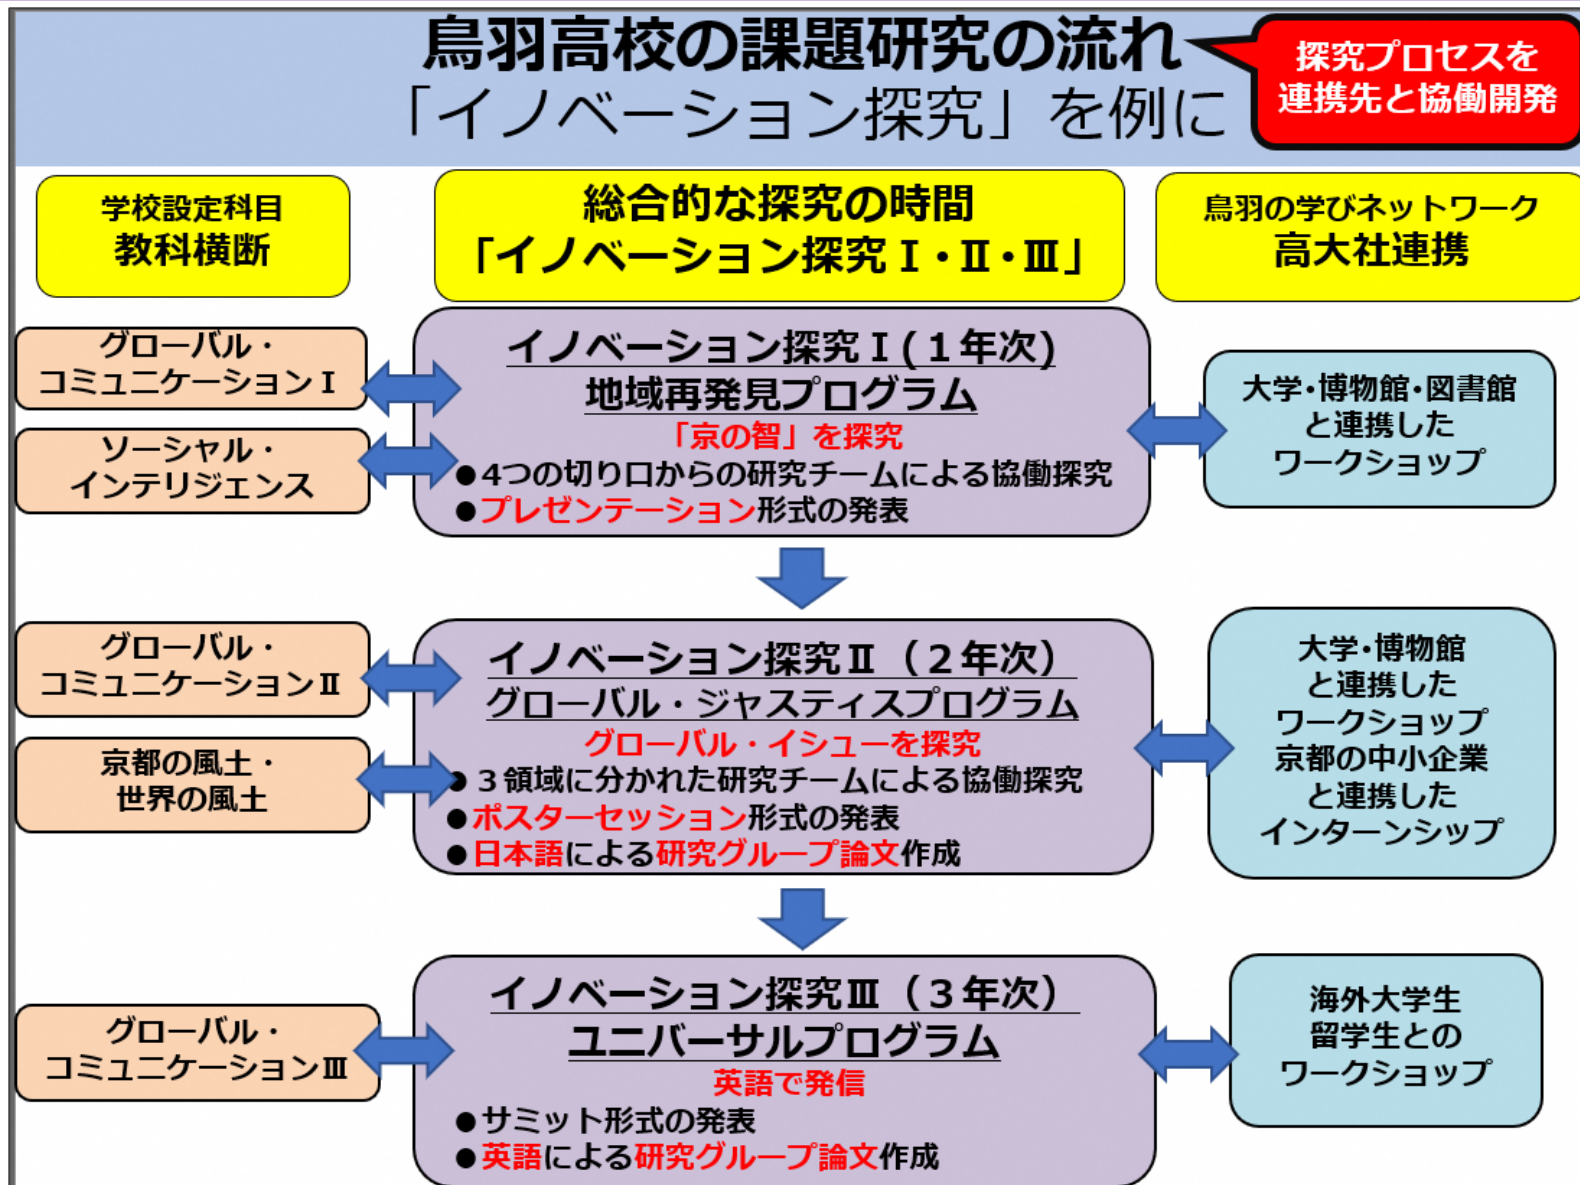 鳥羽高校の課題研究の流れ
「イノベーション探究」を例に
探究プロセスを
連携先と協働開発
学校設定科目
教科横断
総合的な探究の時間
「イノベーション探究Ⅰ・Ⅱ・Ⅲ」
鳥羽の学びネットワーク
高大社連携
グローバル・
コミュニケーションⅠ
ソーシャル・
インテリジェンス
イノベーション探究Ⅰ(１年次)
地域再発見プログラム
「京の智」を探究
●4つの切り口からの研究チームによる協働探究
●プレゼンテーション形式の発表
大学・博物館・図書館
と連携した
ワークショップ
グローバル・
コミュニケーションⅡ
京都の風土・
世界の風土
イノベーション探究Ⅱ（２年次）
グローバル・ジャスティスプログラム
グローバル・イシューを探究
●３領域に分かれた研究チームによる協働探究
●ポスターセッション形式の発表
●日本語による研究グループ論文作成
大学・博物館
と連携した
ワークショップ
京都の中小企業
と連携した
インターンシップ
グローバル・
コミュニケーションⅢ
イノベーション探究Ⅲ（３年次）
ユニバーサルプログラム
英語で発信
●サミット形式の発表
●英語による研究グループ論文作成
海外大学生
留学生との
ワークショップ